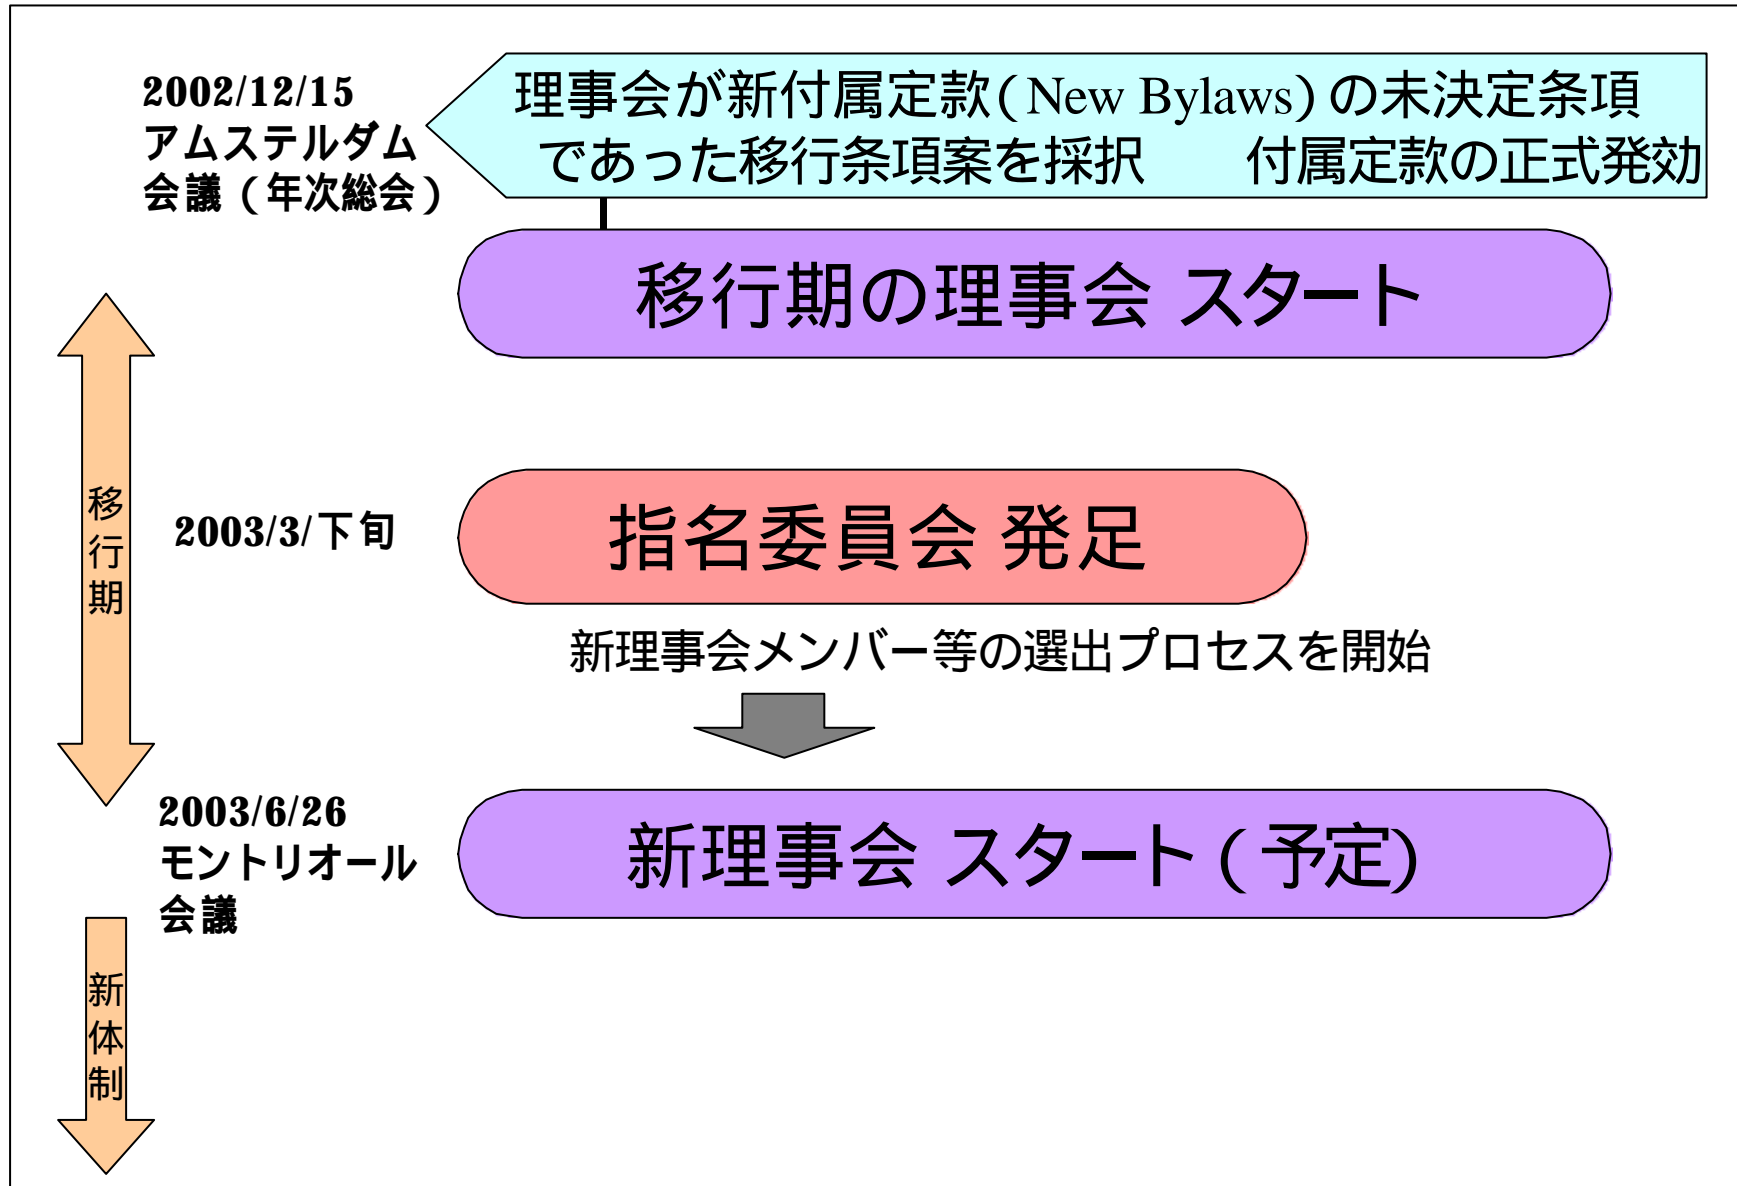 2002/12/15
アムステルダム
会議（年次総会）
理事会が新付属定款(New Bylaws)の未決定条項
であった移行条項案を採択　　付属定款の正式発効
移行期の理事会 スタート
移行期
2003/3/下旬
指名委員会 発足
新理事会メンバー等の選出プロセスを開始
2003/6/26
モントリオール
会議
新理事会 スタート(予定)
新体制